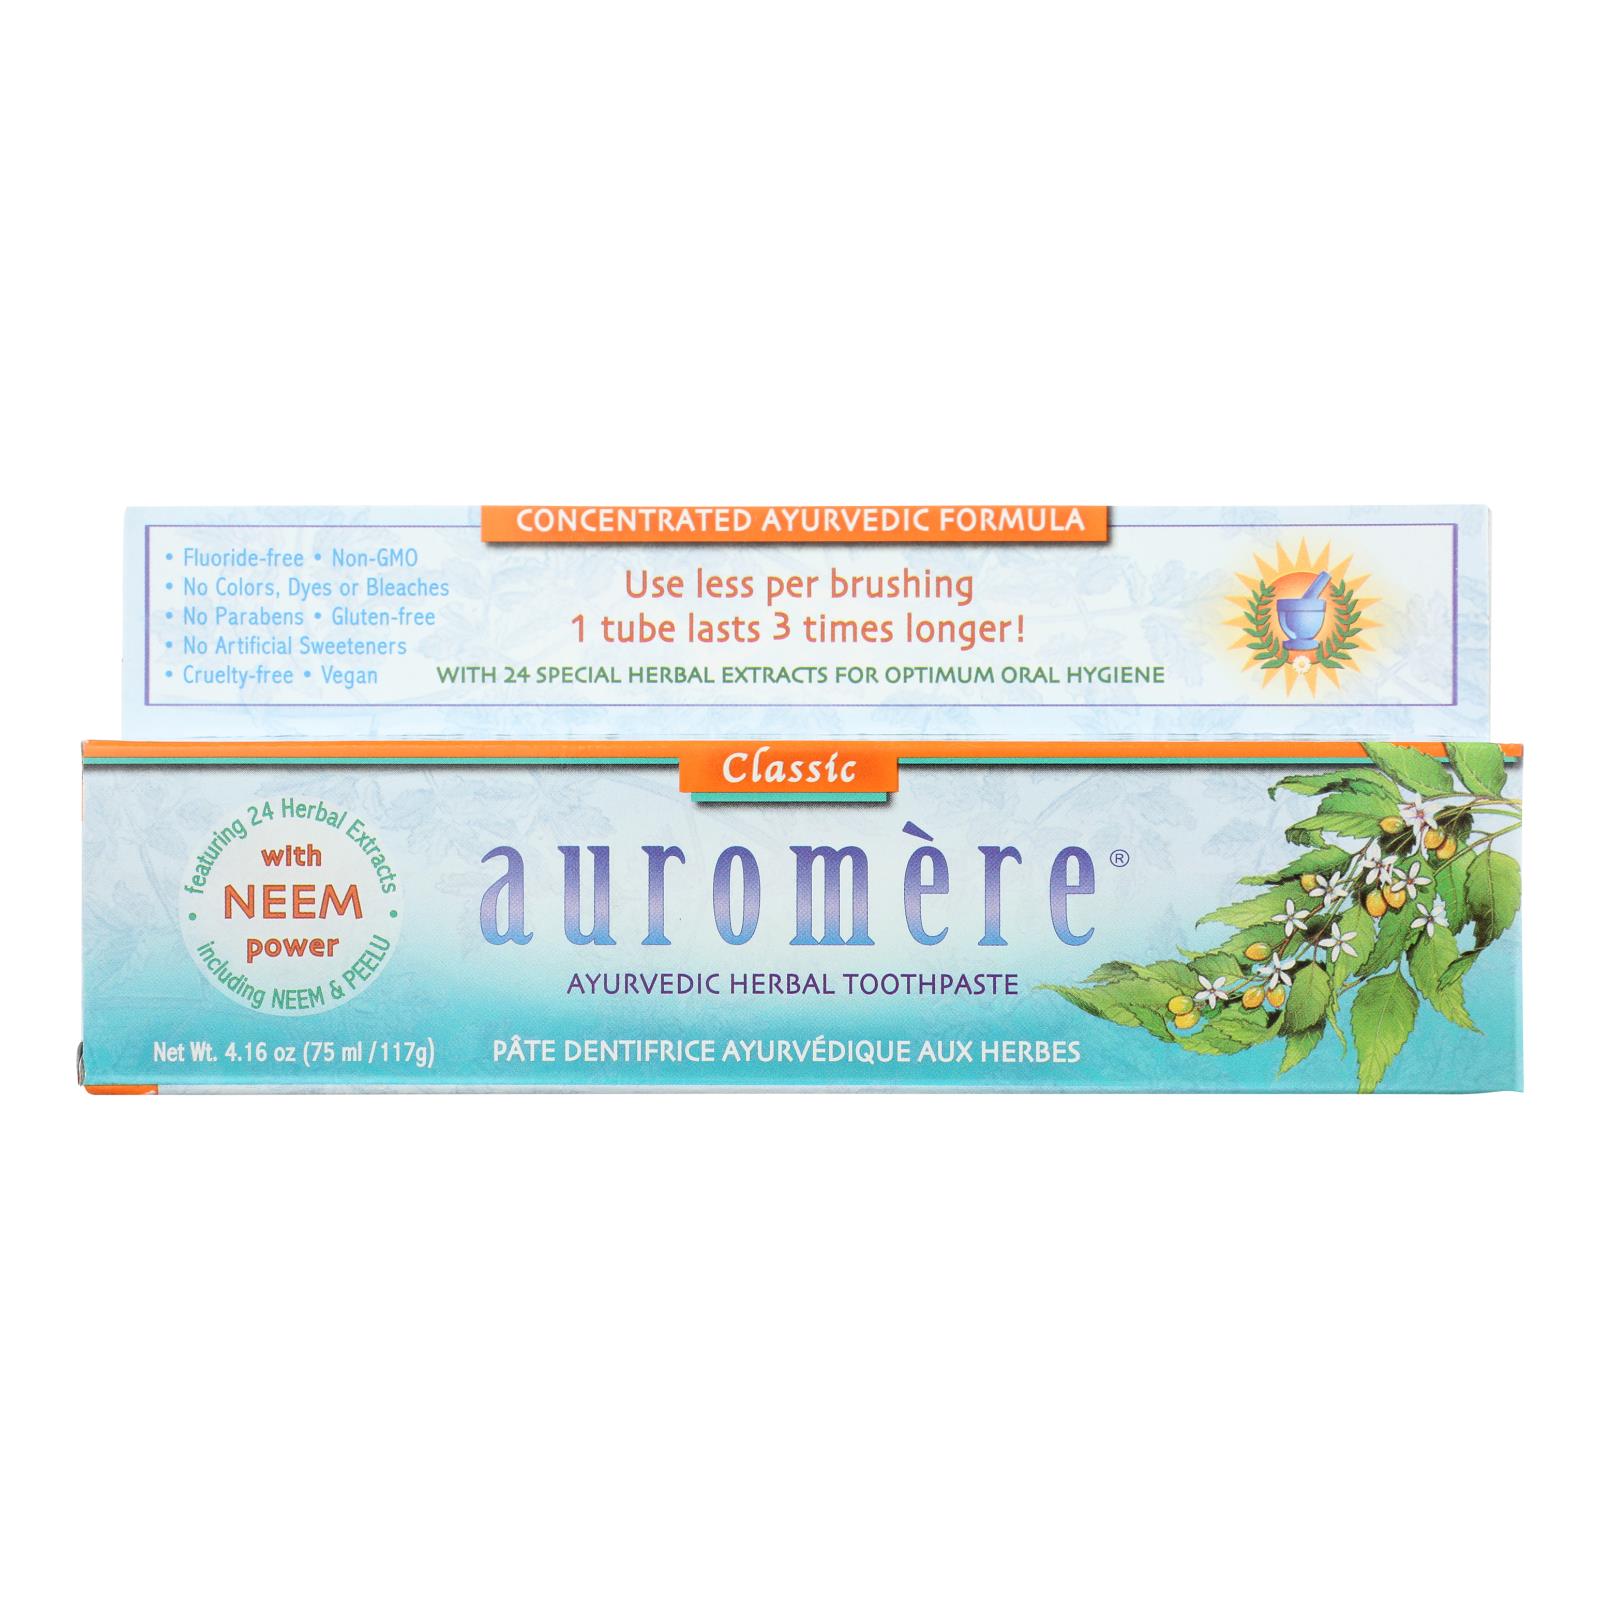 CONCENTRATED AYURVEDIC FORMULA
• Fluoride-free • Non-GMO
• No Colors, Dyes or Bleaches
• No Parabens • Gluten-free
• No Artificial Sweeteners
• Cruelty-free • Vegan
Use less per brushing
1 tube lasts 3 times longer!
WITH 24 SPECIAL HERBAL EXTRACTS FOR OPTIMUM ORAL HYGIENE
Classic
featuring 24 Herbal Extracts
with
NEEM
power
• including NEEM & PEELU •
auromère®
AYURVEDIC HERBAL TOOTHPASTE
Net Wt. 4.16 oz (75 ml / 117g)
PÂTE DENTIFRICE AYURVÉDIQUE AUX HERBES